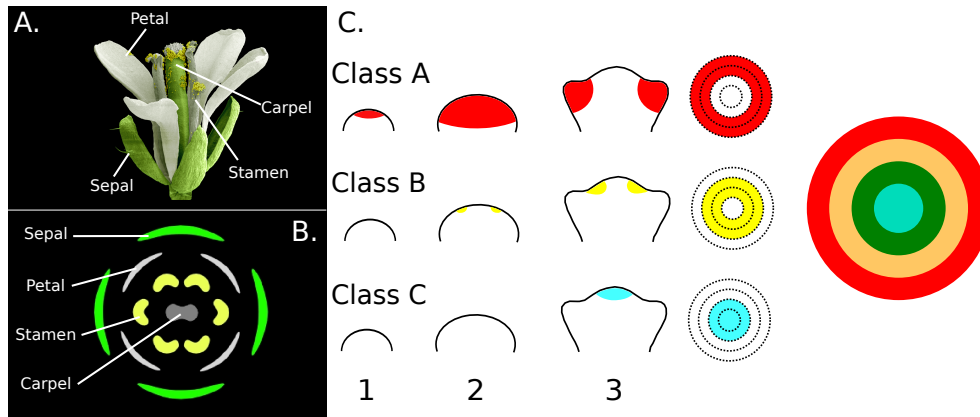 A.
Petal
Carpel
Stamen
Sepal
B.
Sepal
Petal
Stamen
Carpel
C.
Class A
Class B
Class C
1 2 3